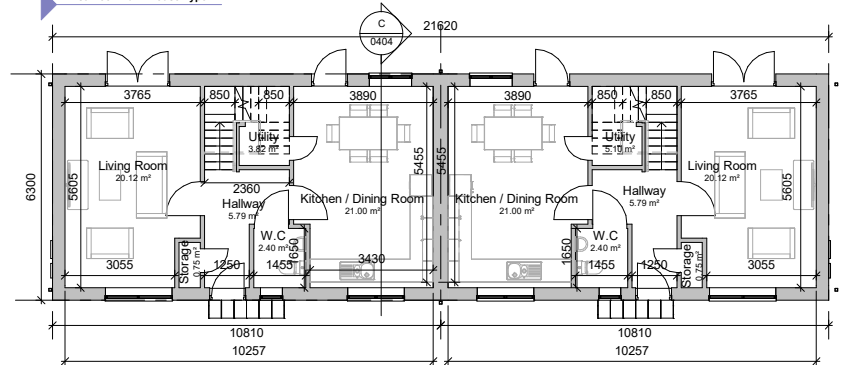 C
0404
21620
3765
850
850
3890
3890
850
850
3765
Utility
3.82 m²
Utility
5.10 m²
Living Room
20.12 m²
Living Room
20.12 m²
5605
5455
5455
5605
6300
2360
Hallway
5.79 m²
Hallway
5.79 m²
Kitchen / Dining Room
21.00 m²
Kitchen / Dining Room
21.00 m²
W.C
2.40 m²
W.C
2.40 m²
1650
1650
Storage
0.75 m²
Storage
0.75 m²
3055
1250
1455
3430
1455
1250
3055
10810
10810
10257
10257